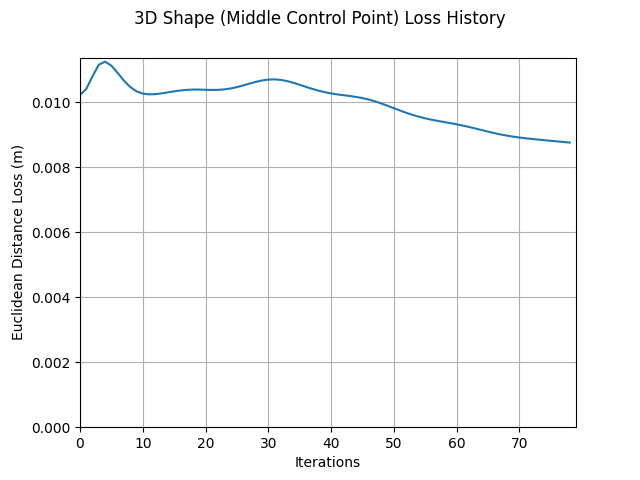 3D Shape (Middle Control Point) Loss History
Euclidean Distance Loss (m)
0.010
0.008
0.006
0.004
0.002
0.000
0 10 20 30 40 50 60 70
Iterations